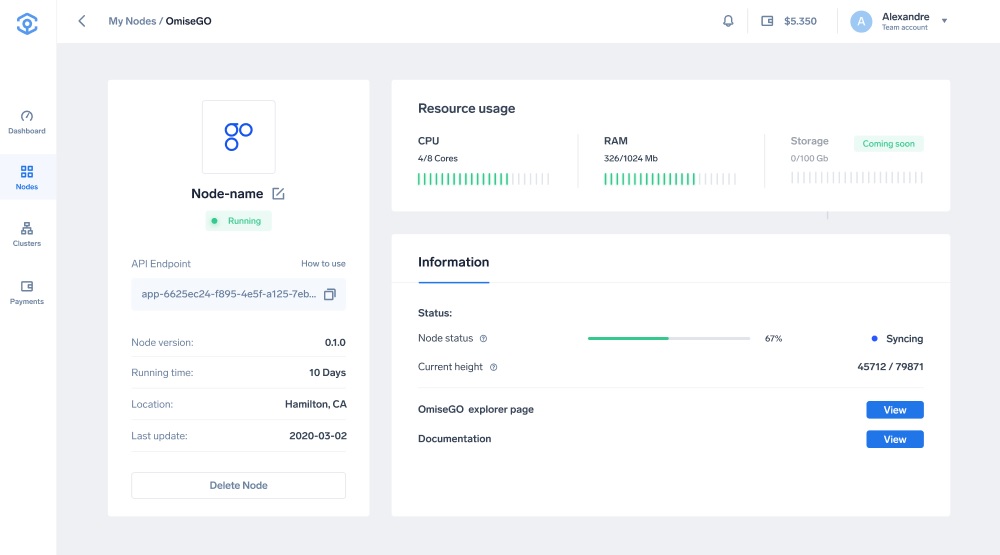 My Nodes / OmiseGO
$5.350
A
Alexandre
Team account
Dashboard
Nodes
Clusters
Payments
Node-name
Running
API Endpoint
How to use
app-6625ec24-f895-4e5f-a125-7eb...
Node version:
0.1.0
Running time:
10 Days
Location:
Hamilton, CA
Last update:
2020-03-02
Delete Node
Resource usage
CPU
4/8 Cores
RAM
326/1024 Mb
Storage
Coming soon
0/100 Gb
Information
Status:
Node status
67%
Syncing
Current height
45712 / 79871
OmiseGO explorer page
View
Documentation
View